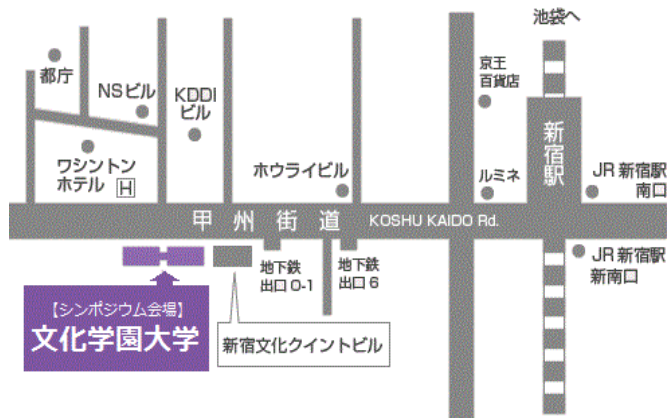 池袋へ
都庁
NSビル
KDDI
ビル
京王
百貨店
新宿駅
ワシントン
ホテル H
ホウライビル
ルミネ
JR 新宿駅
南口
甲州街道 KOSHU KAIDO Rd.
地下鉄
出口 O-1
地下鉄
出口 6
JR 新宿駅
新南口
【シンポジウム会場】
文化学園大学
新宿文化クイントビル